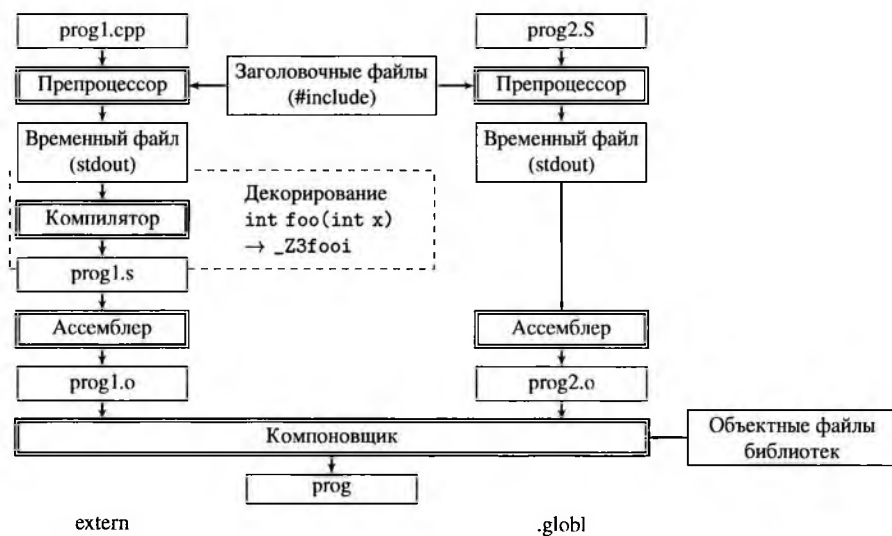 prog1.cpp
prog2.S
Заголовочные файлы
(#include)
Препроцессор
Препроцессор
Временный файл
(stdout)
Временный файл
(stdout)
Декорирование
int foo(int x)
→ _Z3fooi
Компилятор
prog1.s
Ассемблер
Ассемблер
prog1.o
prog2.o
Компоновщик
Объектные файлы
библиотек
prog
extern
.globl